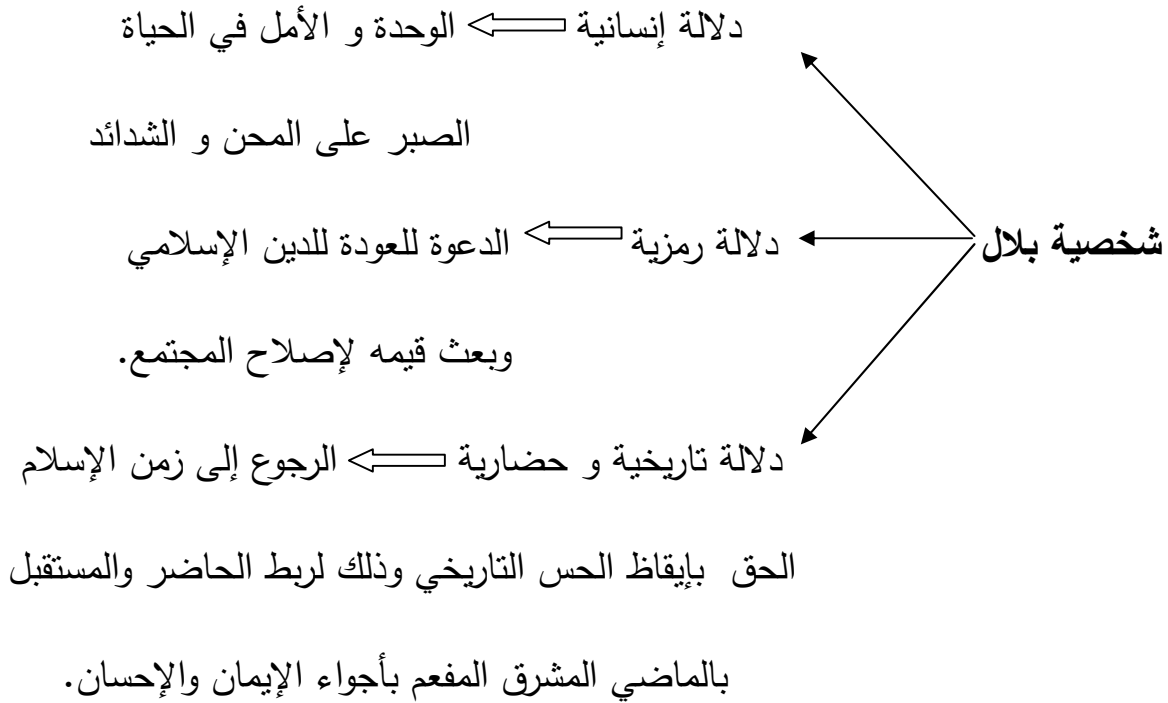 دلالة إنسانية الوحدة و الأمل في الحياة
الصبر على المحن و الشدائد
شخصية بلال دلالة رمزية الدعوة للعودة للدين الإسلامي
وبعث قيمه لإصلاح المجتمع.
دلالة تاريخية و حضارية الرجوع إلى زمن الإسلام
الحق بإيقاظ الحس التاريخي وذلك لربط الحاضر والمستقبل
بالماضي المشرق المفعم بأجواء الإيمان والإحسان.